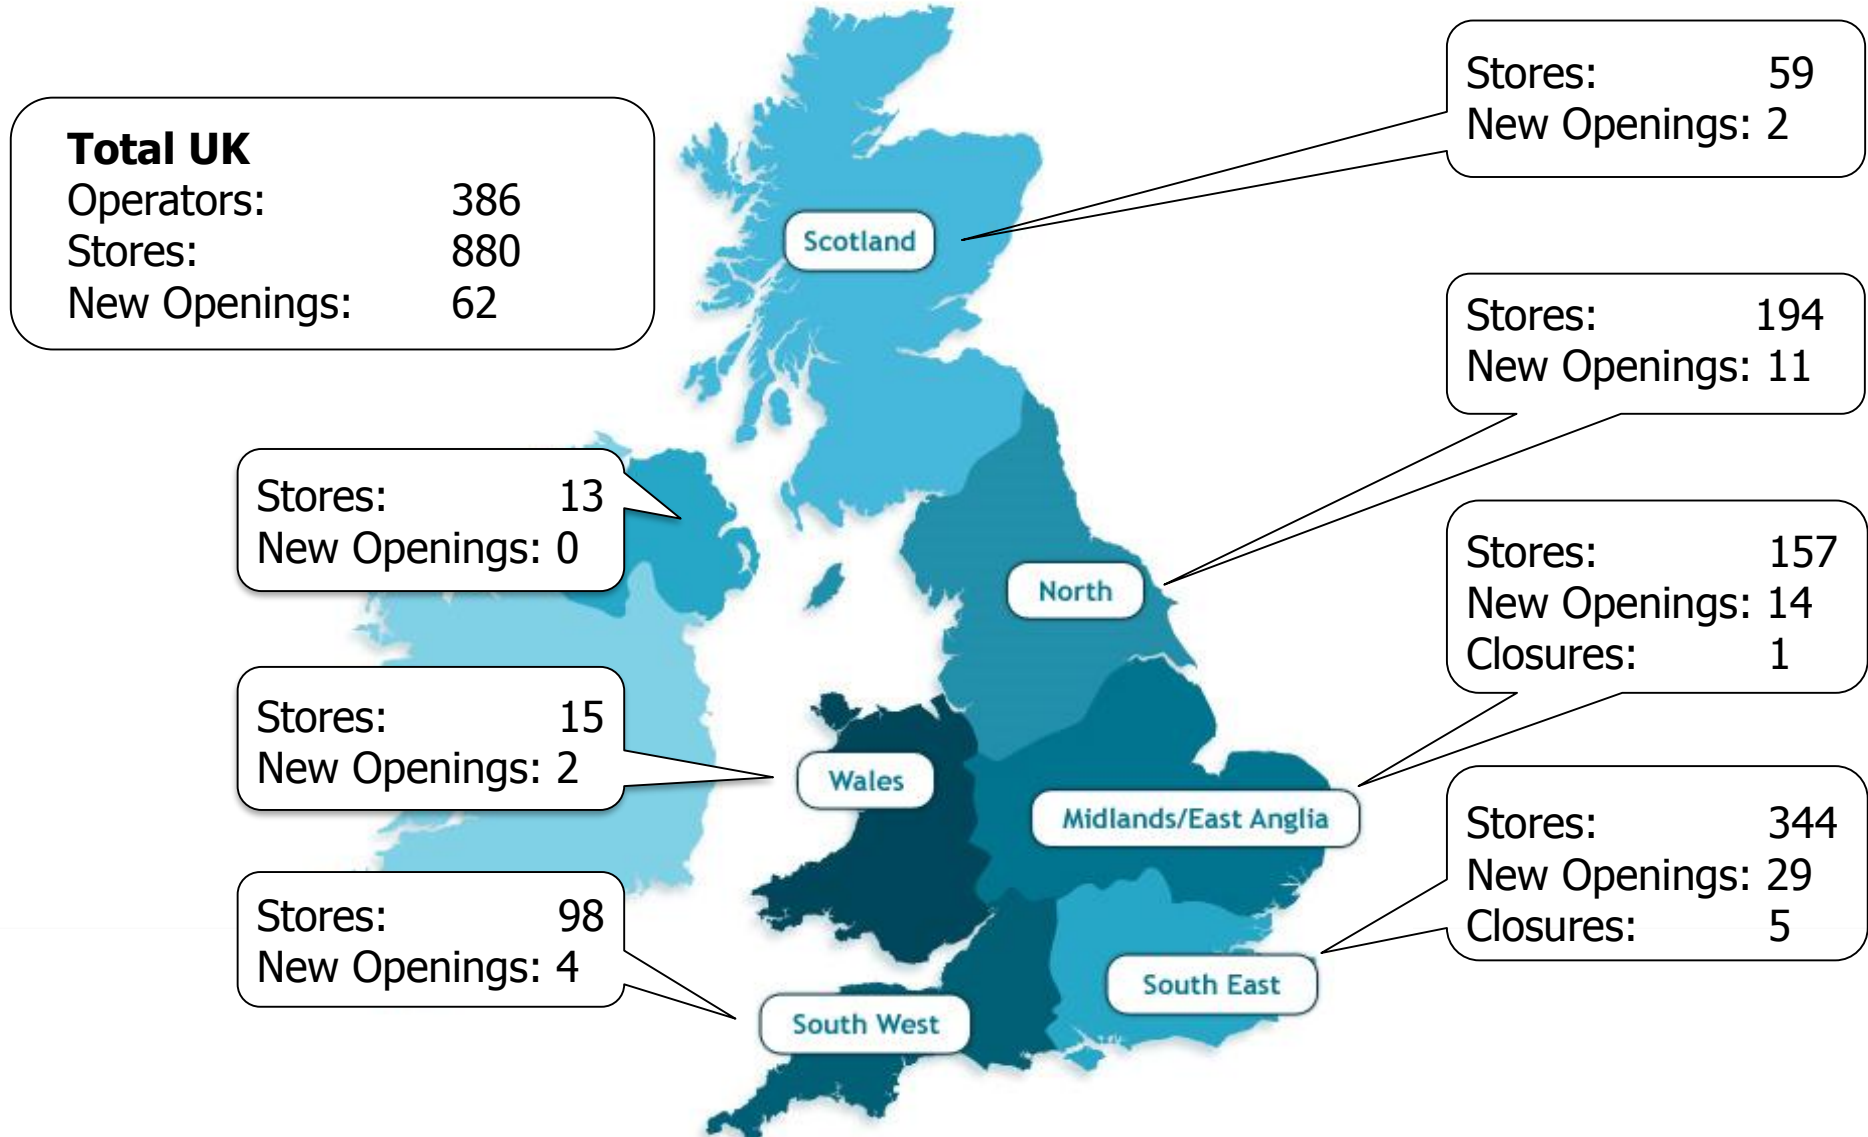 Total UK
Operators: 386
Stores: 880
New Openings: 62
Stores: 59
New Openings: 2
Scotland
Stores: 194
New Openings: 11
North
Stores: 13
New Openings: 0
Stores: 157
New Openings: 14
Closures: 1
Midlands/East Anglia
Stores: 15
New Openings: 2
Wales
Stores: 344
New Openings: 29
Closures: 5
South East
Stores: 98
New Openings: 4
South West